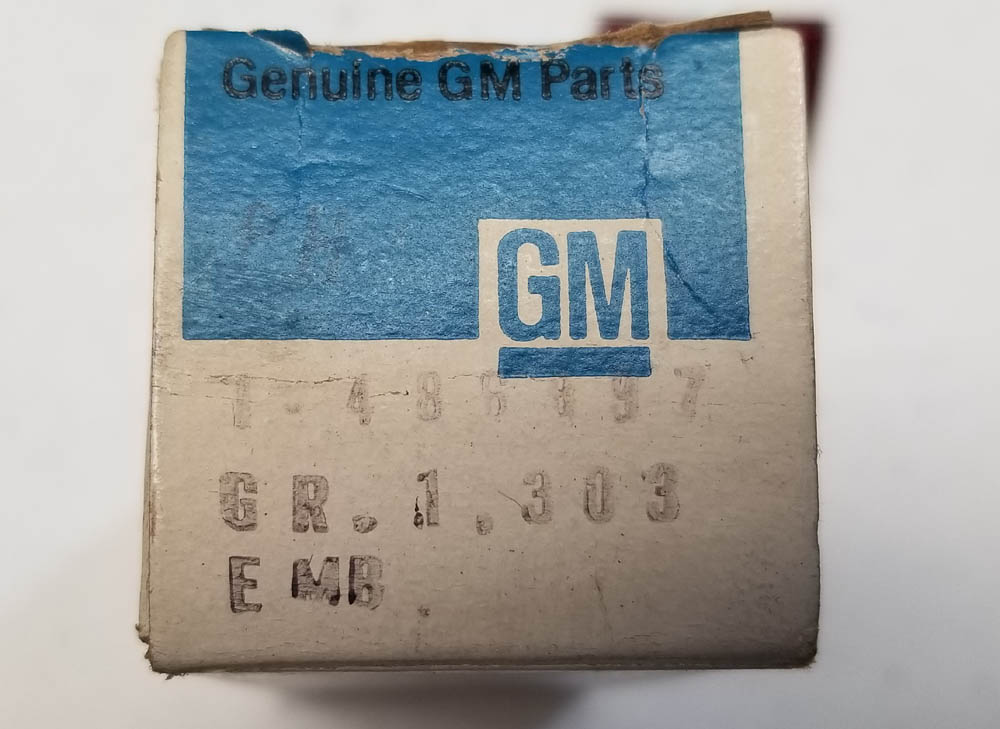 Genuine GM Parts
GM
GR. 1.303
EMB